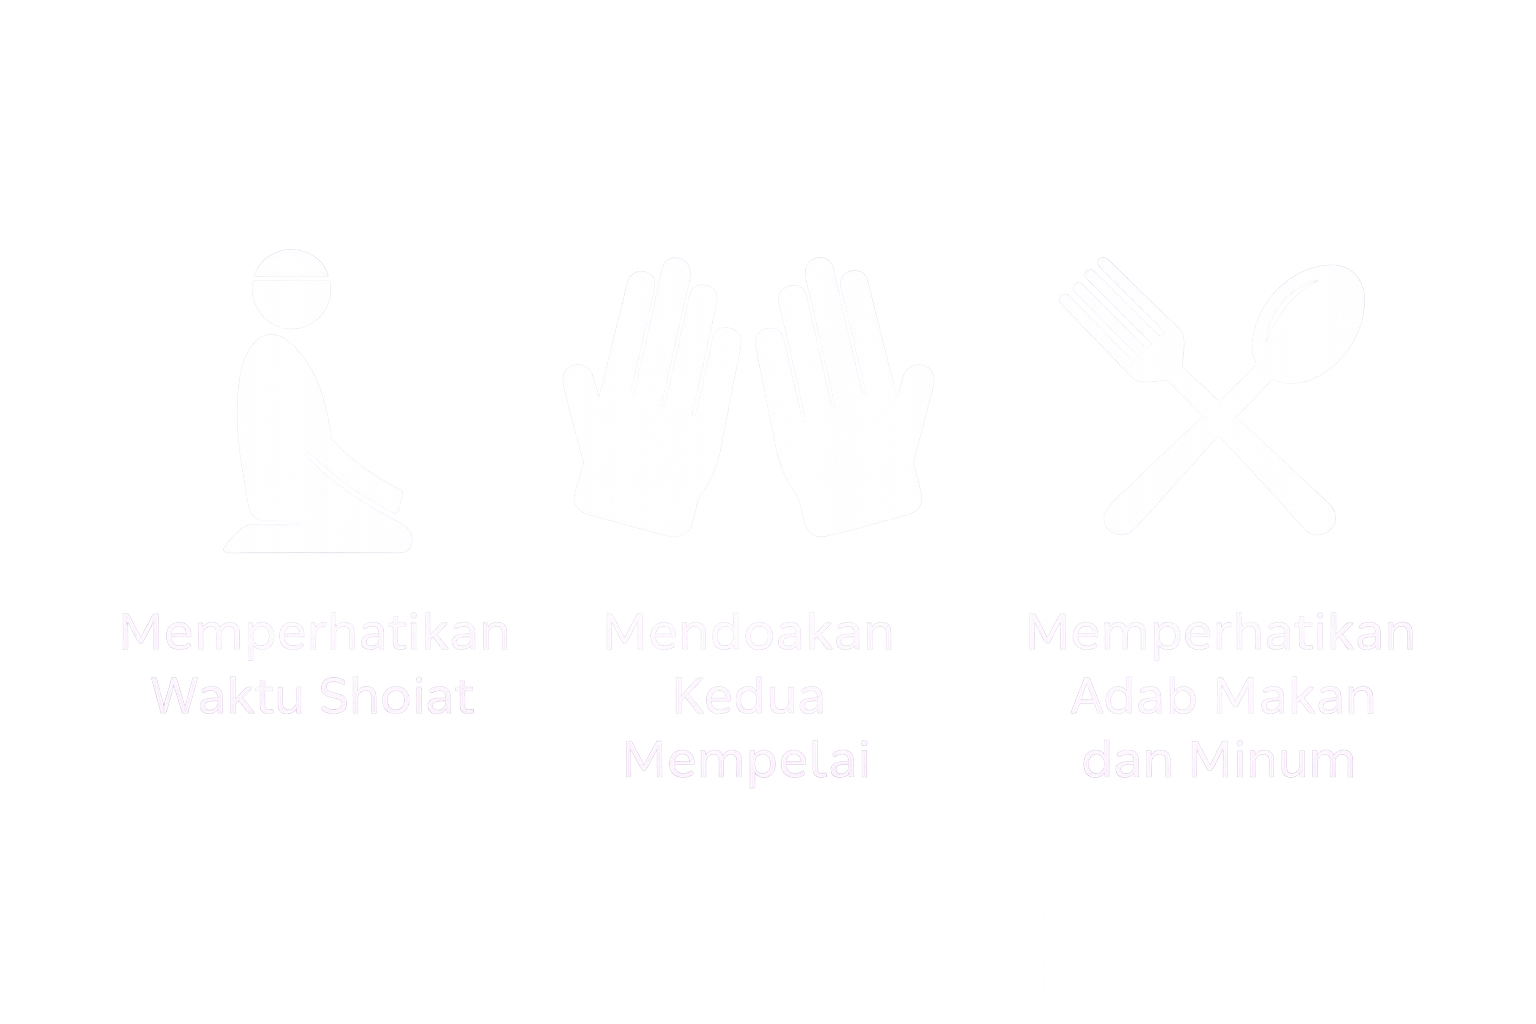 Memperhatikan
Waktu Shoiat
Mendoakan
Kedua
Mempelai
Memperhatikan
Adab Makan
dan Minum